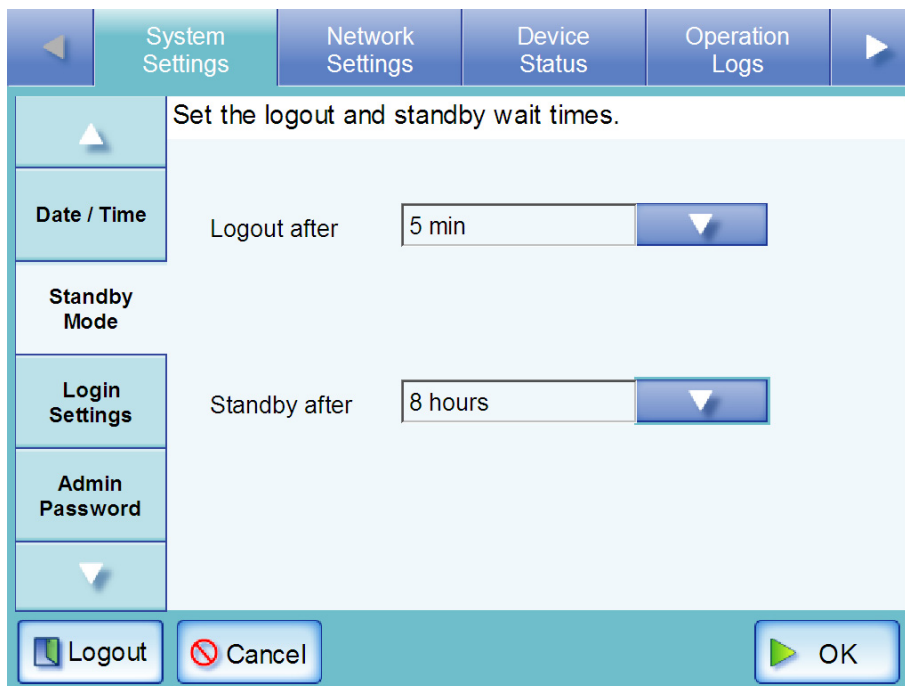 System
Settings
Network
Settings
Device
Status
Operation
Logs
Set the logout and standby wait times.
Date / Time
Standby
Mode
Login
Settings
Admin
Password
Logout after
5 min
Standby after
8 hours
Logout
Cancel
OK